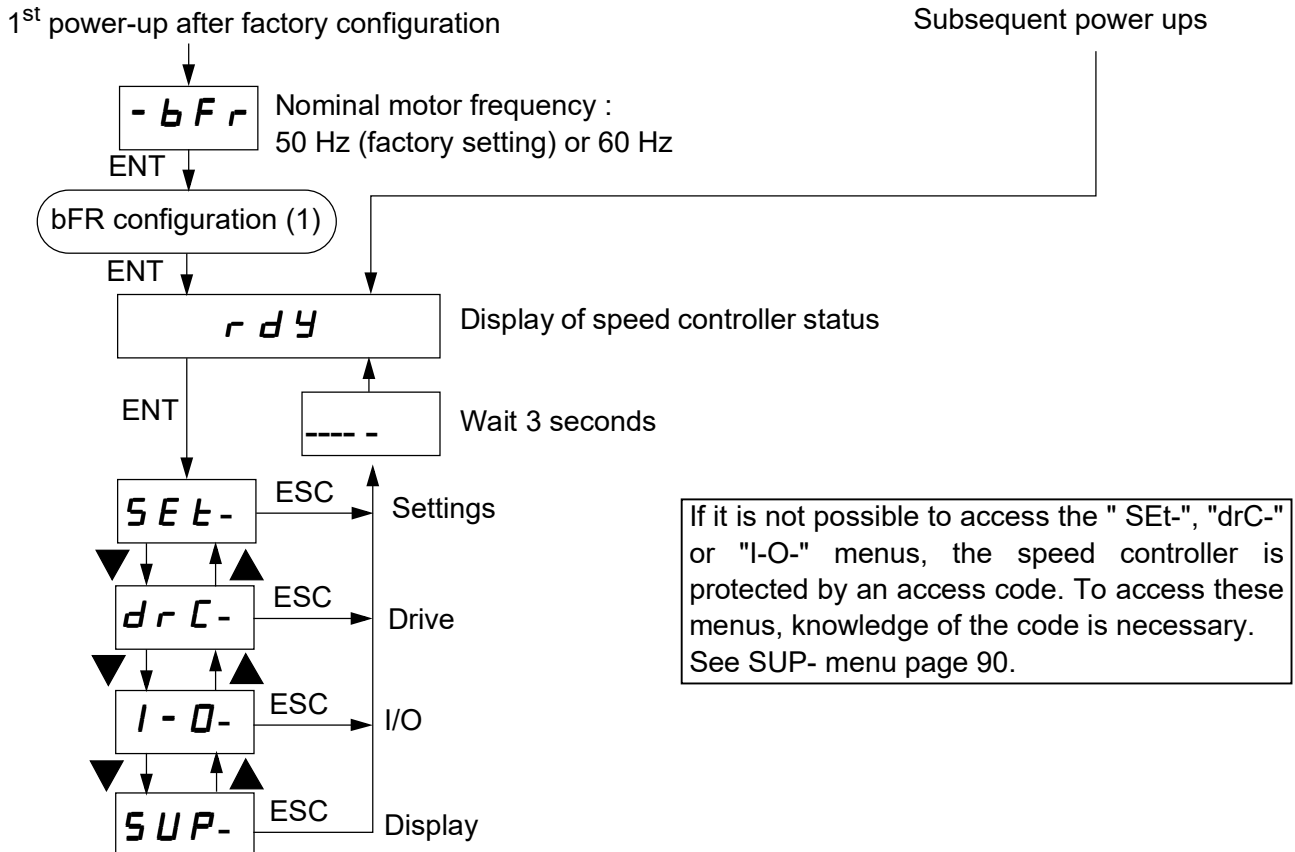 1st power-up after factory configuration
Subsequent power ups
- b F r
Nominal motor frequency :
50 Hz (factory setting) or 60 Hz
ENT
bFR configuration (1)
ENT
r d Y
Display of speed controller status
ENT
---- -
Wait 3 seconds
S E t -
ESC
Settings
d r C -
ESC
Drive
I - O -
ESC
I/O
S U P -
ESC
Display
If it is not possible to access the " SEt-", "drC-"
or "I-O-" menus, the speed controller is
protected by an access code. To access these
menus, knowledge of the code is necessary.
See SUP- menu page 90.